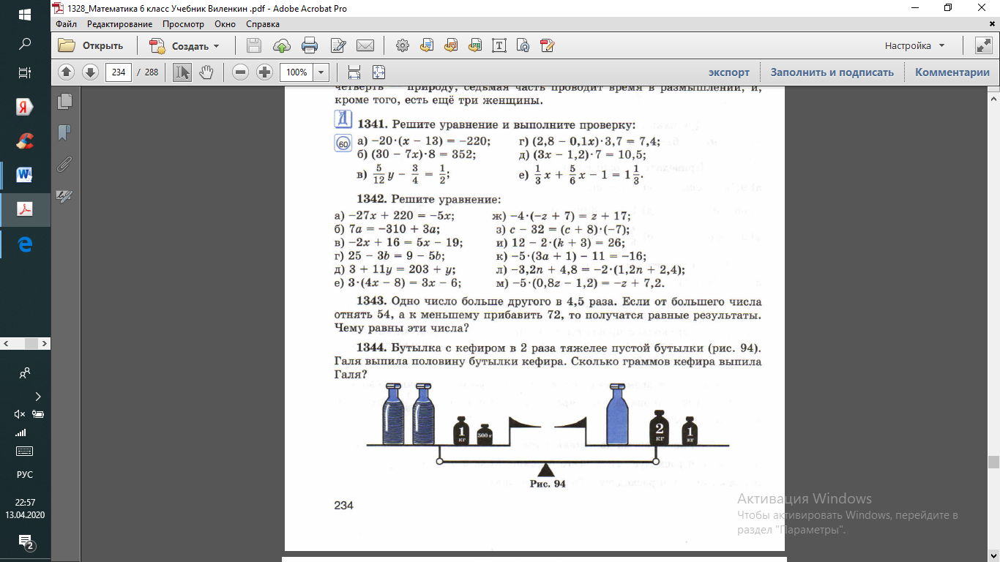 1328_Математика 6 класс Учебник Виленкин .pdf - Adobe Acrobat Pro
Файл Редактирование Просмотр Окно Справка
Открыть Создать Настройка
234 / 288 100% экспорт Заполнить и подписать Комментарии
четверть — природу, седьмая часть проводит время в размышлении, и,
кроме того, есть ещё три женщины.
Д 1341. Решите уравнение и выполните проверку:
60 а) −20·(x − 13) = −220; г) (2,8 − 0,1x)·3,7 = 7,4;
б) (30 − 7x)·8 = 352; д) (3x − 1,2)·7 = 10,5;
в) 5/12 y − 3/4 = 1/2; е) 1/3 x + 5/6 x − 1 = 1 1/3.
1342. Решите уравнение:
а) −27x + 220 = −5x; ж) −4·(−z + 7) = z + 17;
б) 7a = −310 + 3a; з) c − 32 = (c + 8)·(−7);
в) −2x + 16 = 5x − 19; и) 12 − 2·(k + 3) = 26;
г) 25 − 3b = 9 − 5b; к) −5·(3a + 1) − 11 = −16;
д) 3 + 11y = 203 + y; л) −3,2n + 4,8 = −2·(1,2n + 2,4);
е) 3·(4x − 8) = 3x − 6; м) −5·(0,8z − 1,2) = −z + 7,2.
1343. Одно число больше другого в 4,5 раза. Если от большего числа
отнять 54, а к меньшему прибавить 72, то получатся равные результаты.
Чему равны эти числа?
1344. Бутылка с кефиром в 2 раза тяжелее пустой бутылки (рис. 94).
Галя выпила половину бутылки кефира. Сколько граммов кефира выпила
Галя?
1 кг 500 г 2 кг 1 кг
Рис. 94
234
Активация Windows
Чтобы активировать Windows, перейдите в
раздел "Параметры".
РУС
22:57
13.04.2020
2